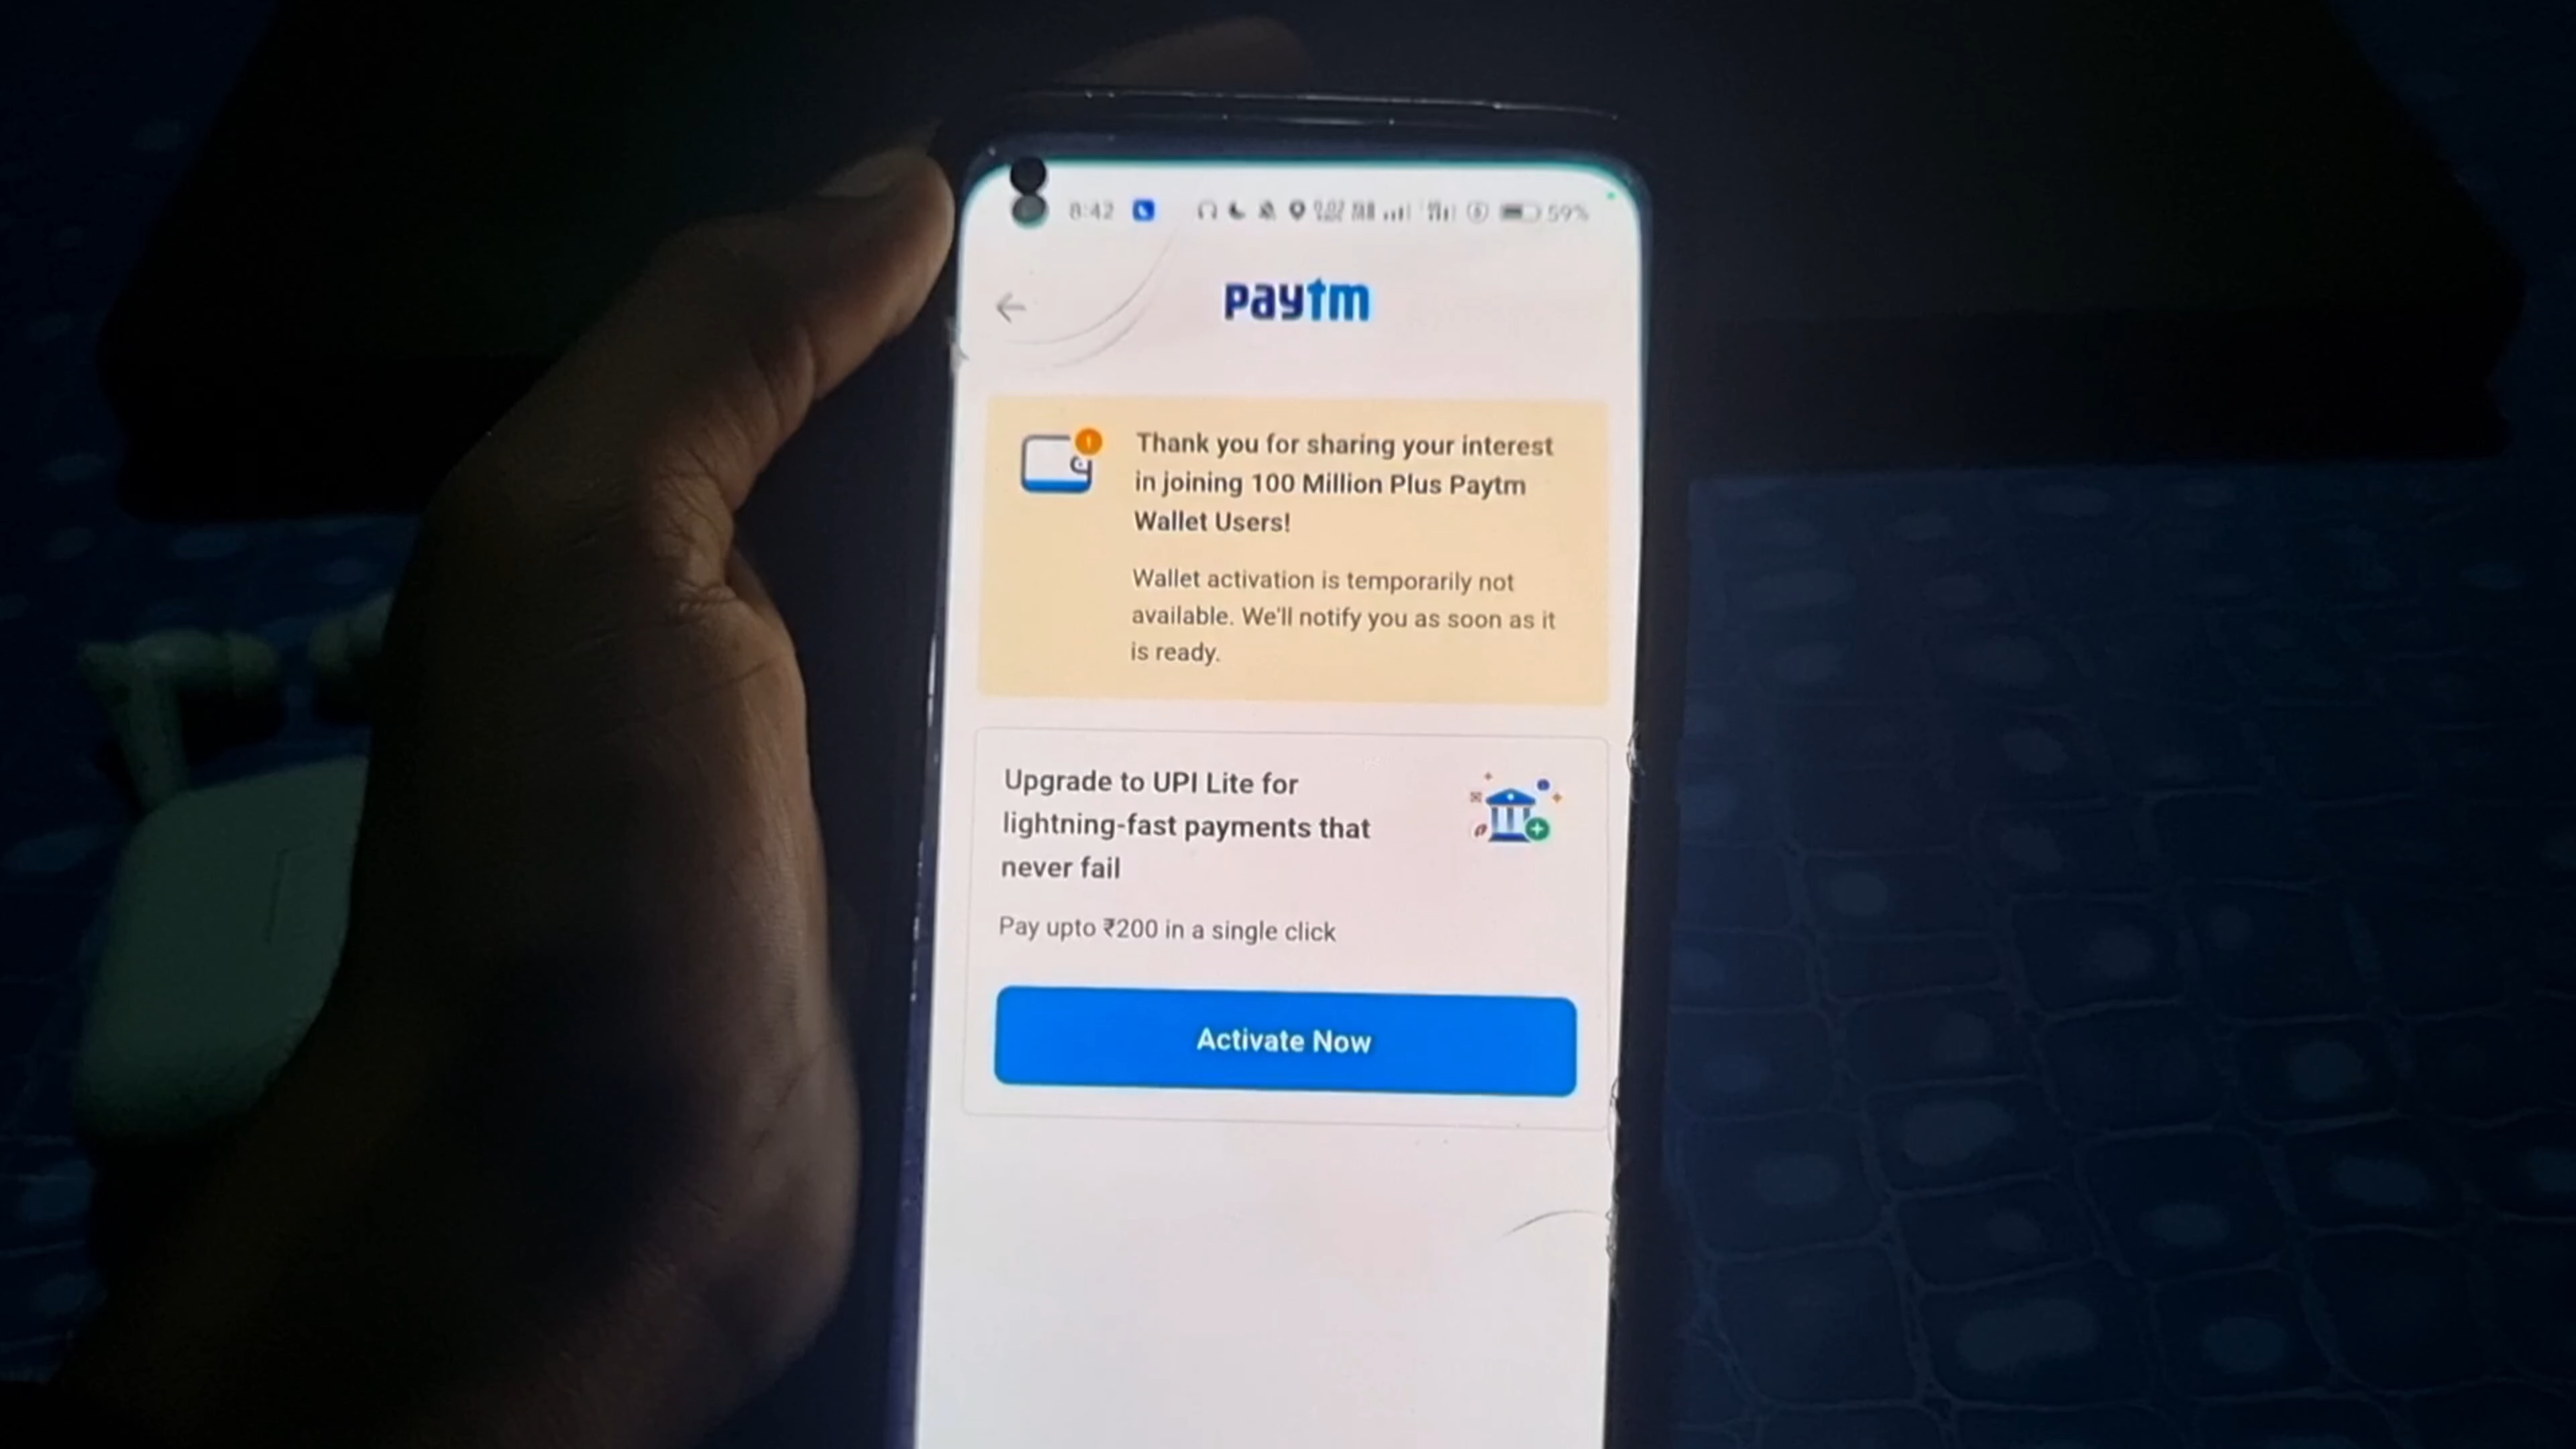 8:42
59%
paytm
Thank you for sharing your interest
in joining 100 Million Plus Paytm
Wallet Users!
Wallet activation is temporarily not
available. We'll notify you as soon as it
is ready.
Upgrade to UPI Lite for
lightning-fast payments that
never fail
Pay upto ₹200 in a single click
Activate Now